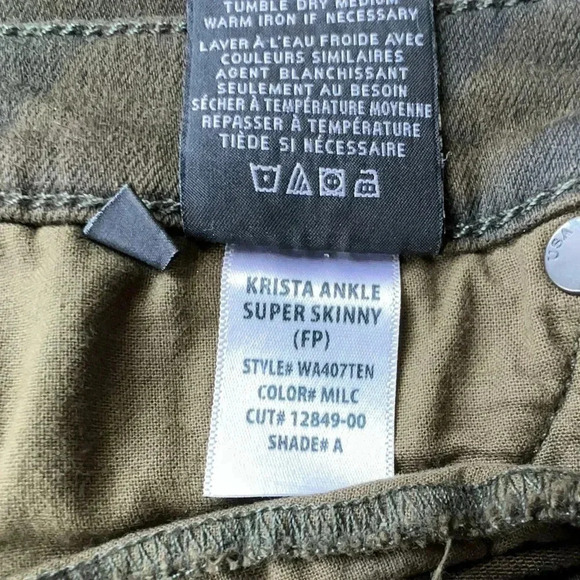 TUMBLE DRY MEDIUM
WARM IRON IF NECESSARY
LAVER À L'EAU FROIDE AVEC
COULEURS SIMILAIRES
AGENT BLANCHISSANT
SEULEMENT AU BESOIN
SÉCHER À TEMPÉRATURE MOYENNE
REPASSER À TEMPÉRATURE
TIÈDE SI NÉCESSAIRE
KRISTA ANKLE
SUPER SKINNY
(FP)
STYLE# WA407TEN
COLOR# MILC
CUT# 12849-00
SHADE# A
USA